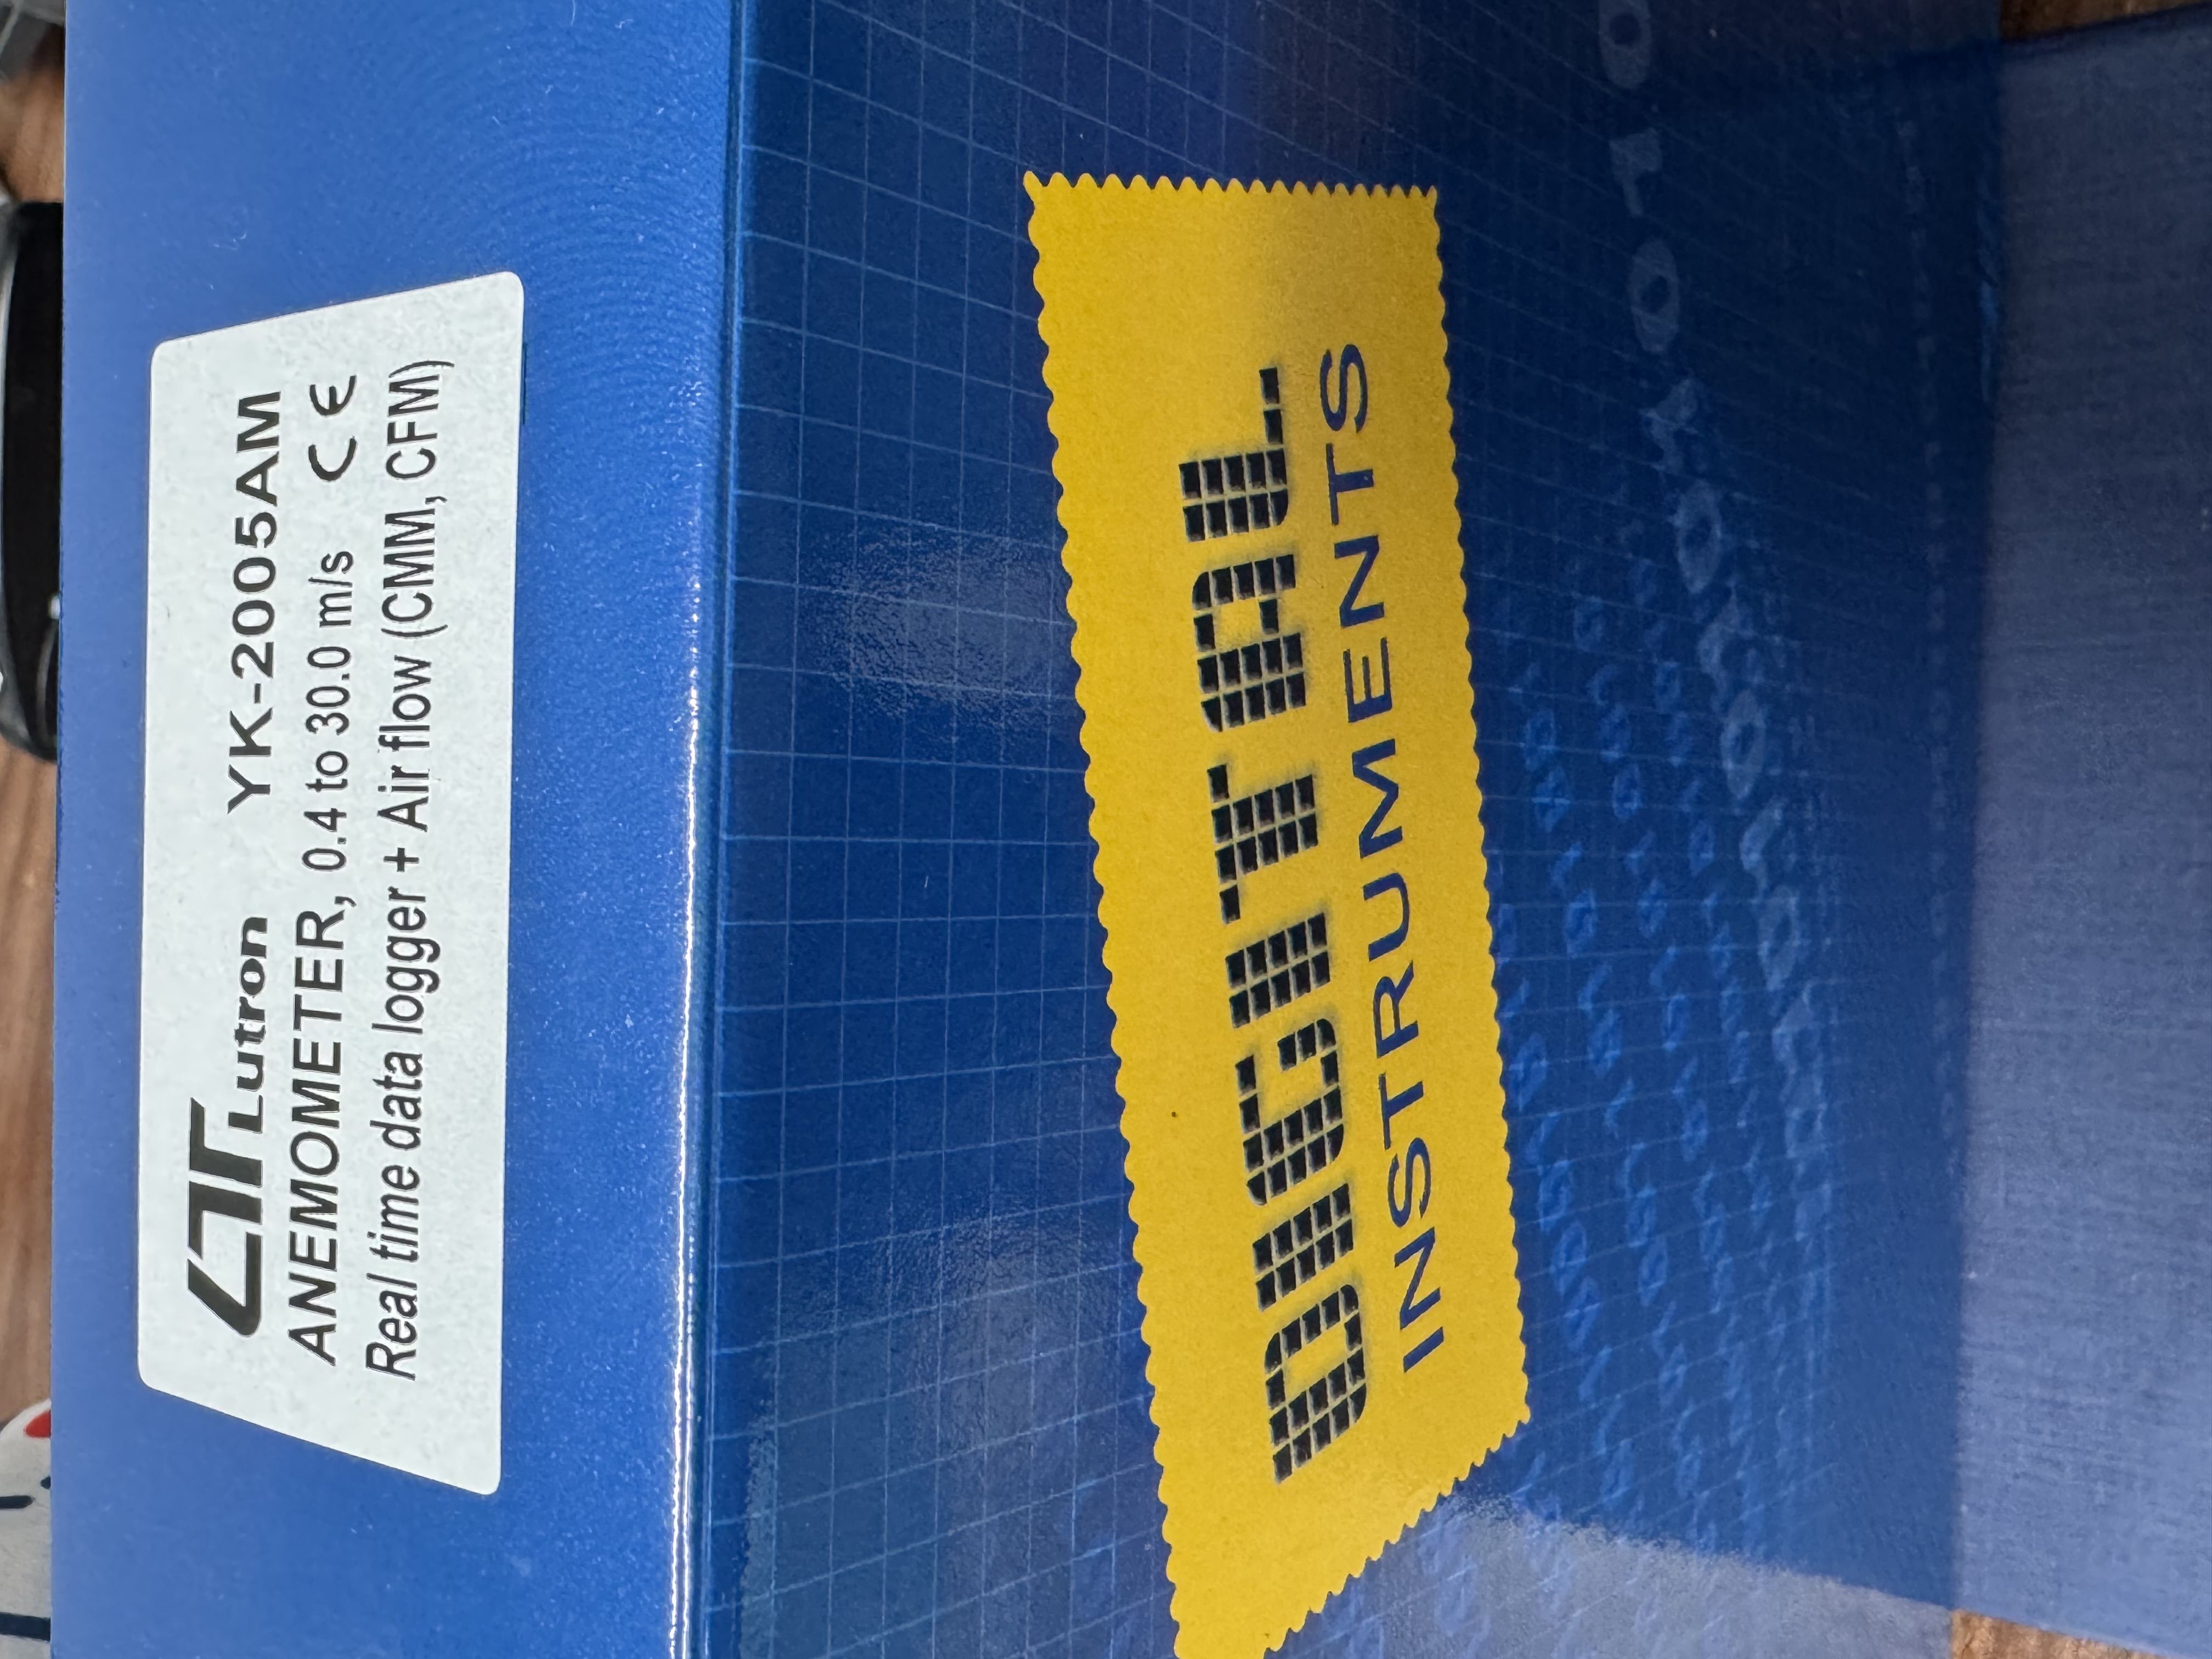 Lutron YK-2005AM
ANEMOMETER, 0.4 to 30.0 m/s CE
Real time data logger + Air flow (CMM, CFM)
DIGITAL
INSTRUMENTS